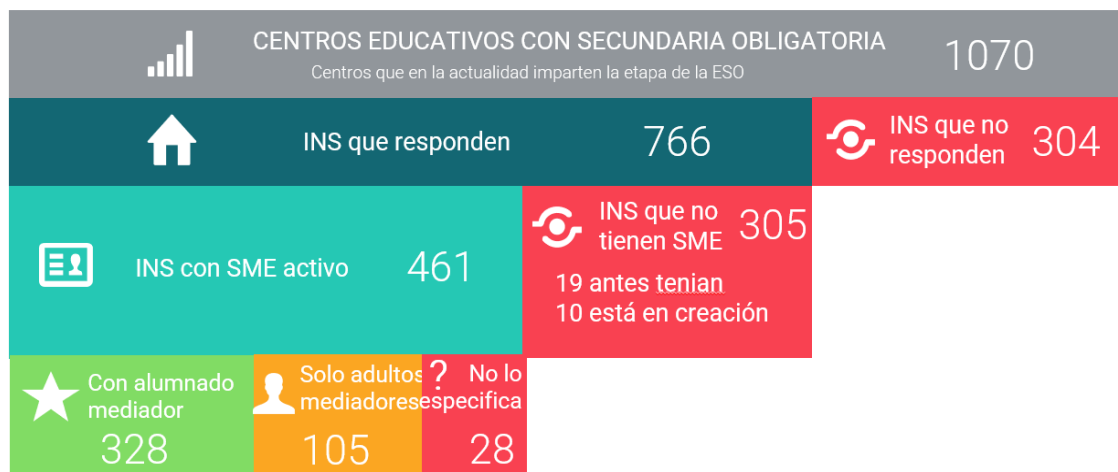 CENTROS EDUCATIVOS CON SECUNDARIA OBLIGATORIA
Centros que en la actualidad imparten la etapa de la ESO
1070
INS que responden
766
INS que no
responden
304
INS con SME activo
461
INS que no
tienen SME
305
19 antes tenian
10 está en creación
Con alumnado
mediador
328
Solo adultos
mediadores
105
? No lo
especifica
28